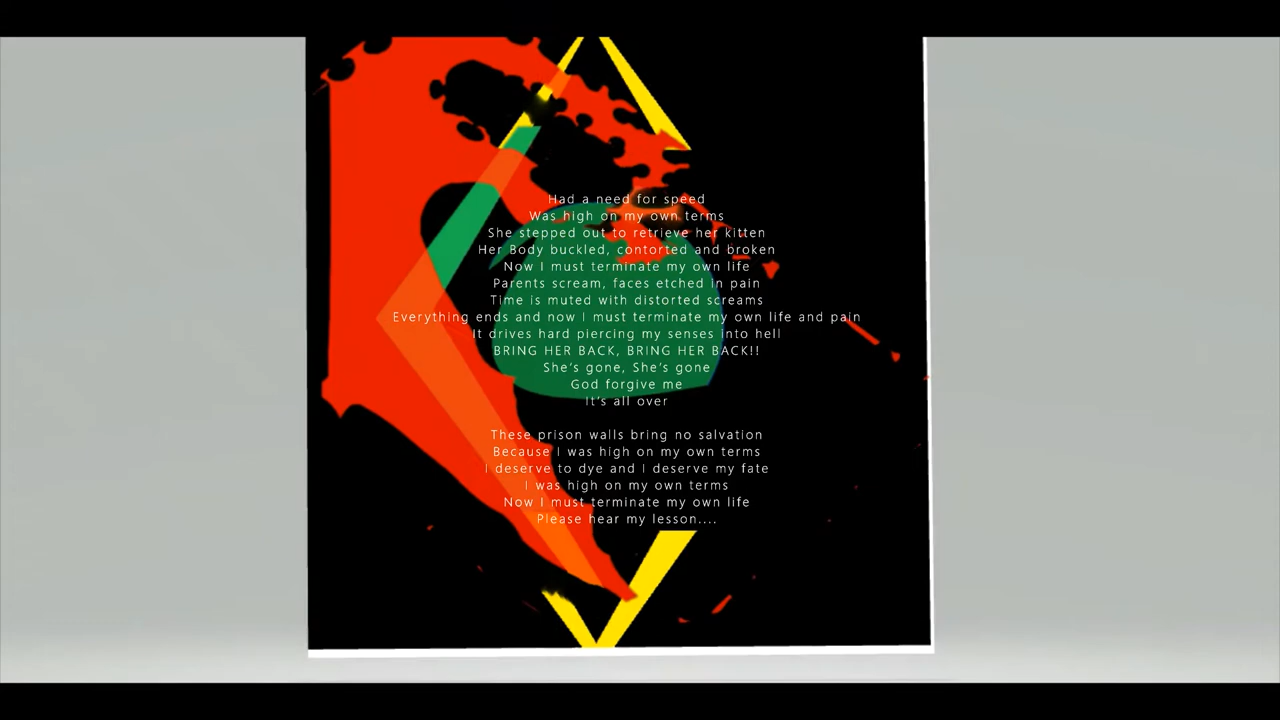 Had a need for speed
Was high on my own terms
She stepped out to retrieve her kitten
Her Body buckled, contorted and broken
Now I must terminate my own life
Parents scream, faces etched in pain
Time is muted with distorted screams
Everything ends and now I must terminate my own life and pain
It drives hard piercing my senses into hell
BRING HER BACK, BRING HER BACK!!
She's gone, She's gone
God forgive me
It's all over
These prison walls bring no salvation
Because I was high on my own terms
I deserve to dye and I deserve my fate
I was high on my own terms
Now I must terminate my own life
Please hear my lesson....